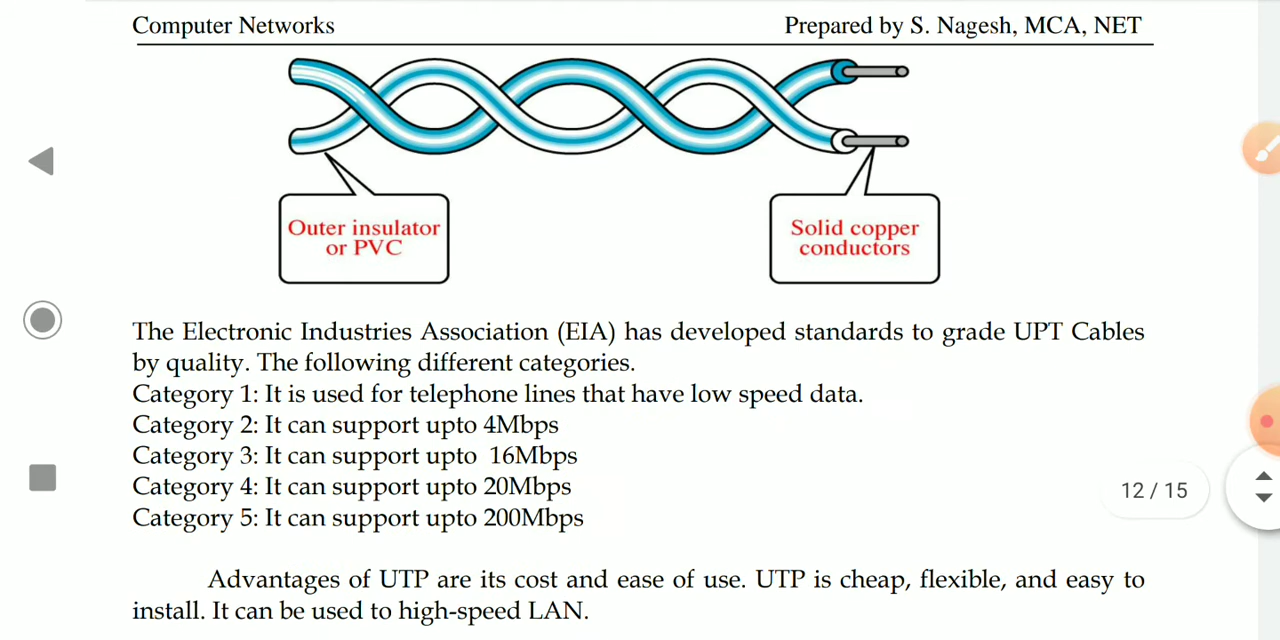 Computer Networks
Prepared by S. Nagesh, MCA, NET
Outer insulator
or PVC
Solid copper
conductors
The Electronic Industries Association (EIA) has developed standards to grade UPT Cables
by quality. The following different categories.
Category 1: It is used for telephone lines that have low speed data.
Category 2: It can support upto 4Mbps
Category 3: It can support upto 16Mbps
Category 4: It can support upto 20Mbps
Category 5: It can support upto 200Mbps
12 / 15
Advantages of UTP are its cost and ease of use. UTP is cheap, flexible, and easy to
install. It can be used to high-speed LAN.